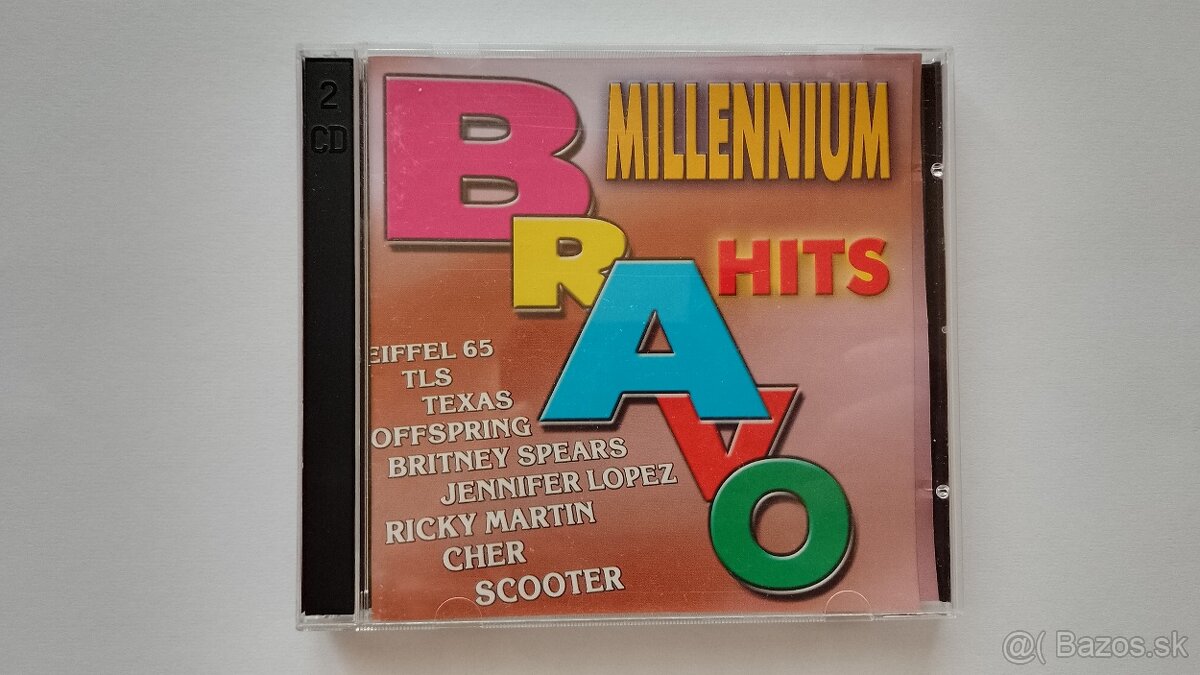 2
CD
BRAVO
MILLENNIUM
HITS
EIFFEL 65
TLS
TEXAS
OFFSPRING
BRITNEY SPEARS
JENNIFER LOPEZ
RICKY MARTIN
CHER
SCOOTER
@( Bazos.sk